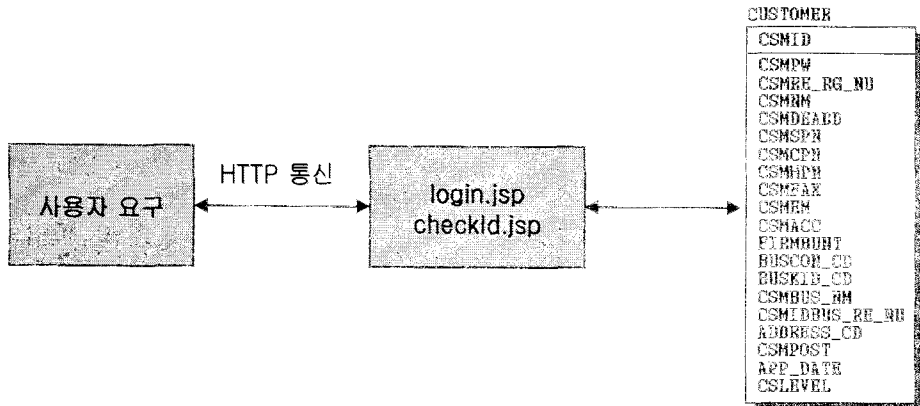 사용자 요구
HTTP 통신
login.jsp
checkId.jsp
CUSTOMER
CSMID
CSMPW
CSMRE_RG_NU
CSMNM
CSMDEADD
CSMSPN
CSMCPN
CSMHPN
CSMFAX
CSMEM
CSMACC
BUSCON_CD
BUSKID_CD
CSMBUS_NM
CSMIDBUS_RE_NU
ADDRESS_CD
CSMPOST
APP_DATE
CSLEVEL